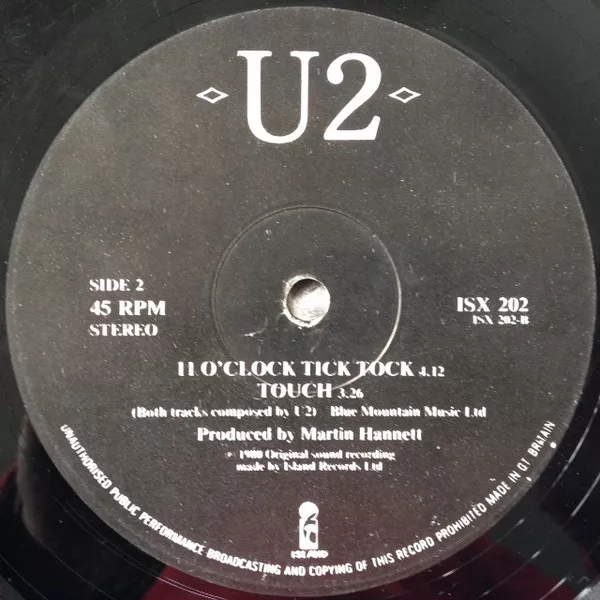 U2
SIDE 2
45 RPM
STEREO
ISX 202
ISX 202-B
11 O'CLOCK TICK TOCK 4.12
TOUCH 3.26
(Both tracks composed by U2) Blue Mountain Music Ltd
Produced by Martin Hannett
℗ 1980 Original sound recording
made by Island Records Ltd
ISLAND
UNAUTHORISED PUBLIC PERFORMANCE BROADCASTING AND COPYING OF THIS RECORD PROHIBITED MADE IN GT BRITAIN